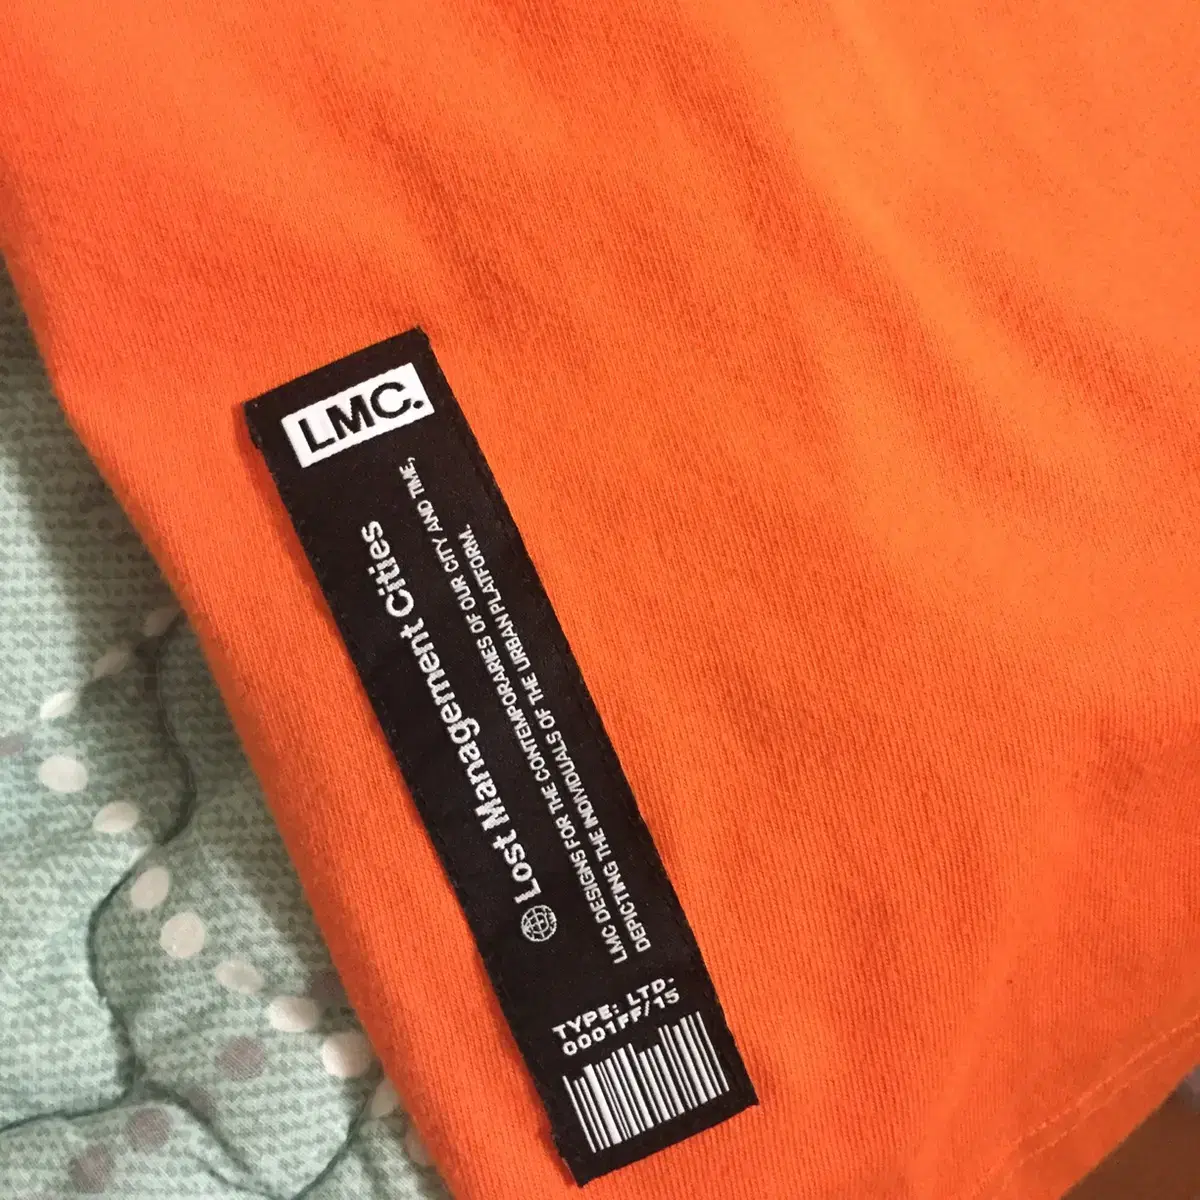 LMC.
Lost Management Cities
LMC DESIGNS FOR THE CONTEMPORARIES OF OUR CITY AND TIME,
DEPICTING THE INDIVIDUALS OF THE URBAN PLATFORM.
TYPE: LTD.
0001FF/15